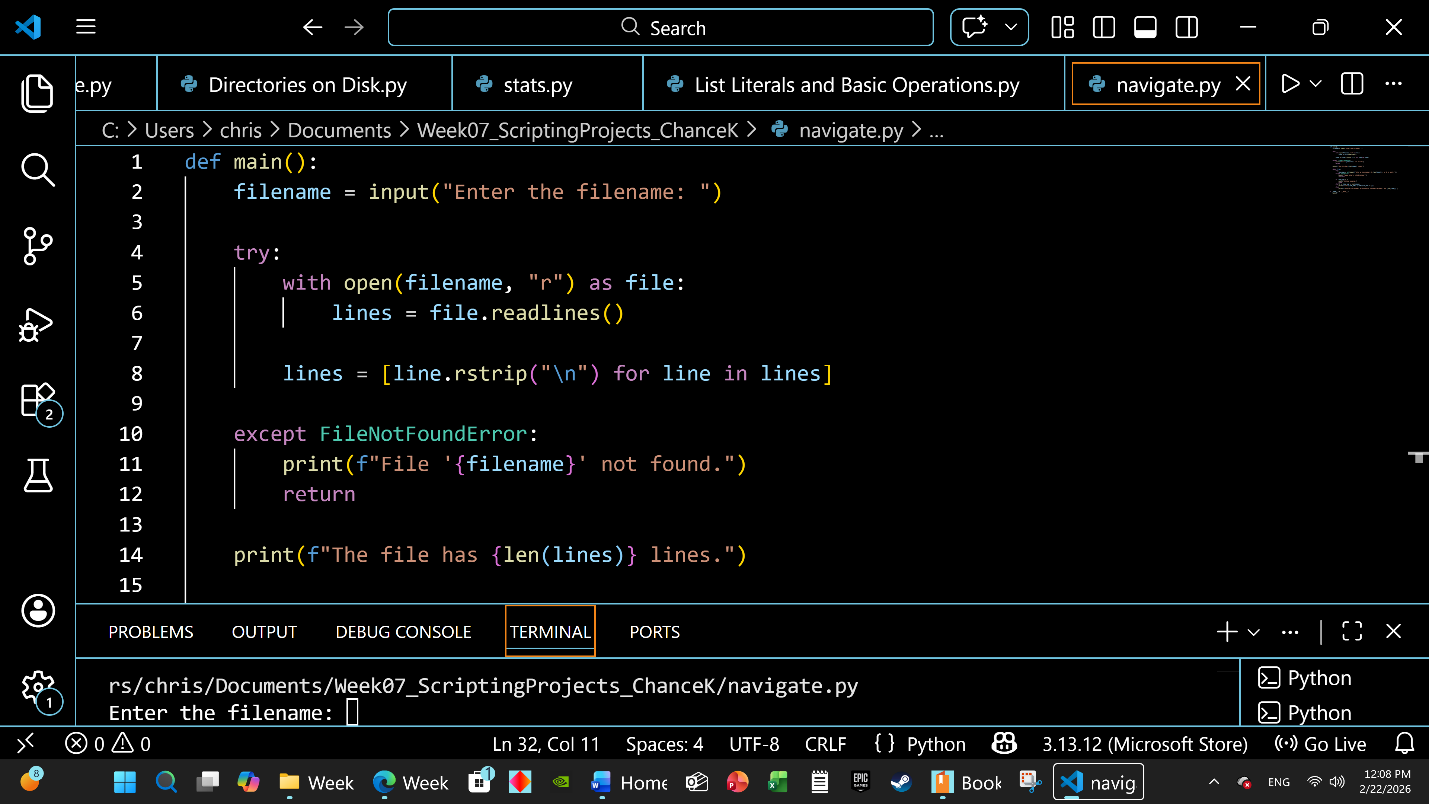 Search
e.py
Directories on Disk.py
stats.py
List Literals and Basic Operations.py
navigate.py
C: > Users > chris > Documents > Week07_ScriptingProjects_ChanceK > navigate.py > ...
1 def main():
2 filename = input("Enter the filename: ")
3
4 try:
5 with open(filename, "r") as file:
6 lines = file.readlines()
7
8 lines = [line.rstrip("\n") for line in lines]
9
10 except FileNotFoundError:
11 print(f"File '{filename}' not found.")
12 return
13
14 print(f"The file has {len(lines)} lines.")
15
2
1
PROBLEMS OUTPUT DEBUG CONSOLE TERMINAL PORTS
rs/chris/Documents/Week07_ScriptingProjects_ChanceK/navigate.py
Enter the filename:
Python
Python
0 0 Ln 32, Col 11 Spaces: 4 UTF-8 CRLF {} Python 3.13.12 (Microsoft Store) Go Live
8 Week Week 1 Home Book navig ENG 12:08 PM
2/22/2026
EPIC GAMES